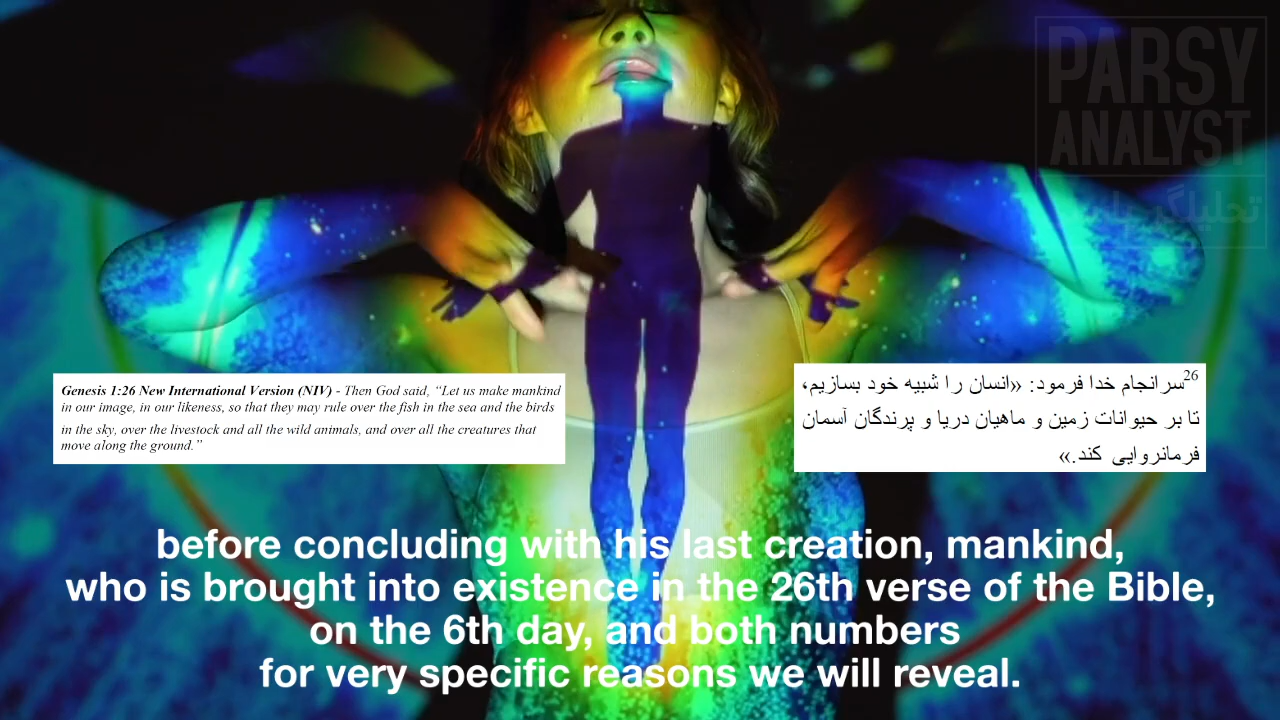 PARSY
ANALYST
تحلیلگر
Genesis 1:26 New International Version (NIV) - Then God said, “Let us make mankind
in our image, in our likeness, so that they may rule over the fish in the sea and the birds
in the sky, over the livestock and all the wild animals, and over all the creatures that
move along the ground.”
26سرانجام خدا فرمود: «انسان را شبیه خود بسازیم،
تا بر حیوانات زمین و ماهیان دریا و پرندگان آسمان
فرمانروایی کند.»
before concluding with his last creation, mankind,
who is brought into existence in the 26th verse of the Bible,
on the 6th day, and both numbers
for very specific reasons we will reveal.